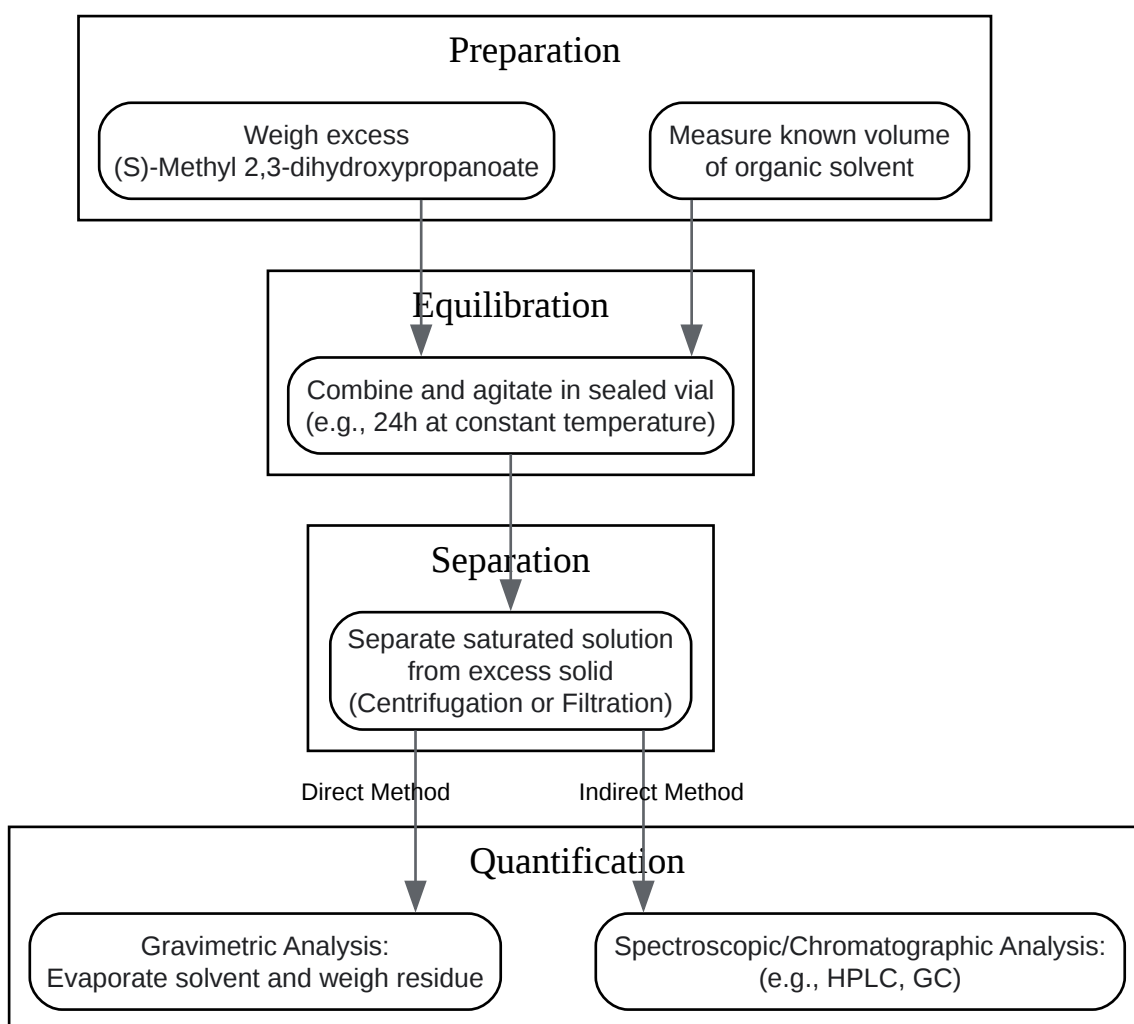 Preparation
Weigh excess
(S)-Methyl 2,3-dihydroxypropanoate
Measure known volume
of organic solvent
Equilibration
Combine and agitate in sealed vial
(e.g., 24h at constant temperature)
Separation
Separate saturated solution
from excess solid
(Centrifugation or Filtration)
Direct Method
Indirect Method
Quantification
Gravimetric Analysis:
Evaporate solvent and weigh residue
Spectroscopic/Chromatographic Analysis:
(e.g., HPLC, GC)